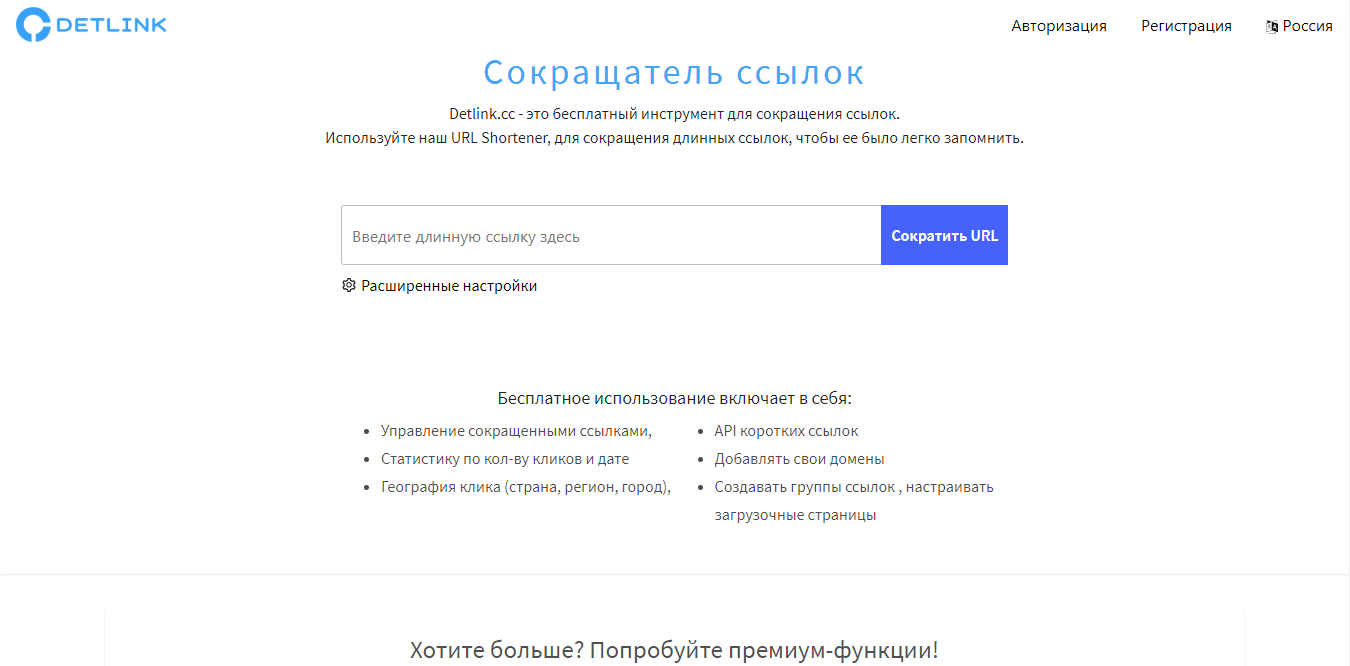 DETLINK
Авторизация
Регистрация
Россия
Сокращатель ссылок
Detlink.cc - это бесплатный инструмент для сокращения ссылок.
Используйте наш URL Shortener, для сокращения длинных ссылок, чтобы ее было легко запомнить.
Введите длинную ссылку здесь
Сократить URL
Расширенные настройки
Бесплатное использование включает в себя:
Управление сокращенными ссылками,
Статистику по кол-ву кликов и дате
География клика (страна, регион, город),
API коротких ссылок
Добавлять свои домены
Создавать группы ссылок , настраивать
загрузочные страницы
Хотите больше? Попробуйте премиум-функции!